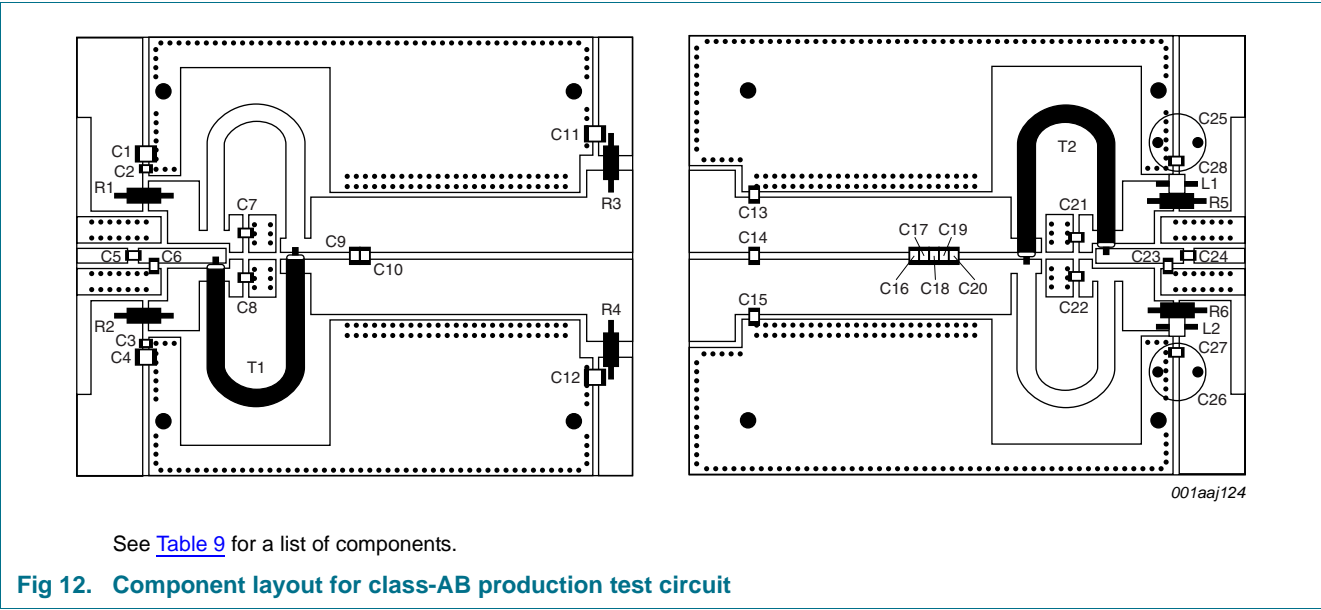 C1
C2
R1
C5
C6
R2
C3
C4
C7
C8
T1
C9
C10
C11
R3
R4
C12
C13
C14
C15
C17 C19
C16 C18 C20
T2
C21
C22
C23
C24
C25
C28
L1
R5
R6
L2
C27
C26
001aaj124
See Table 9 for a list of components.
Fig 12. Component layout for class-AB production test circuit